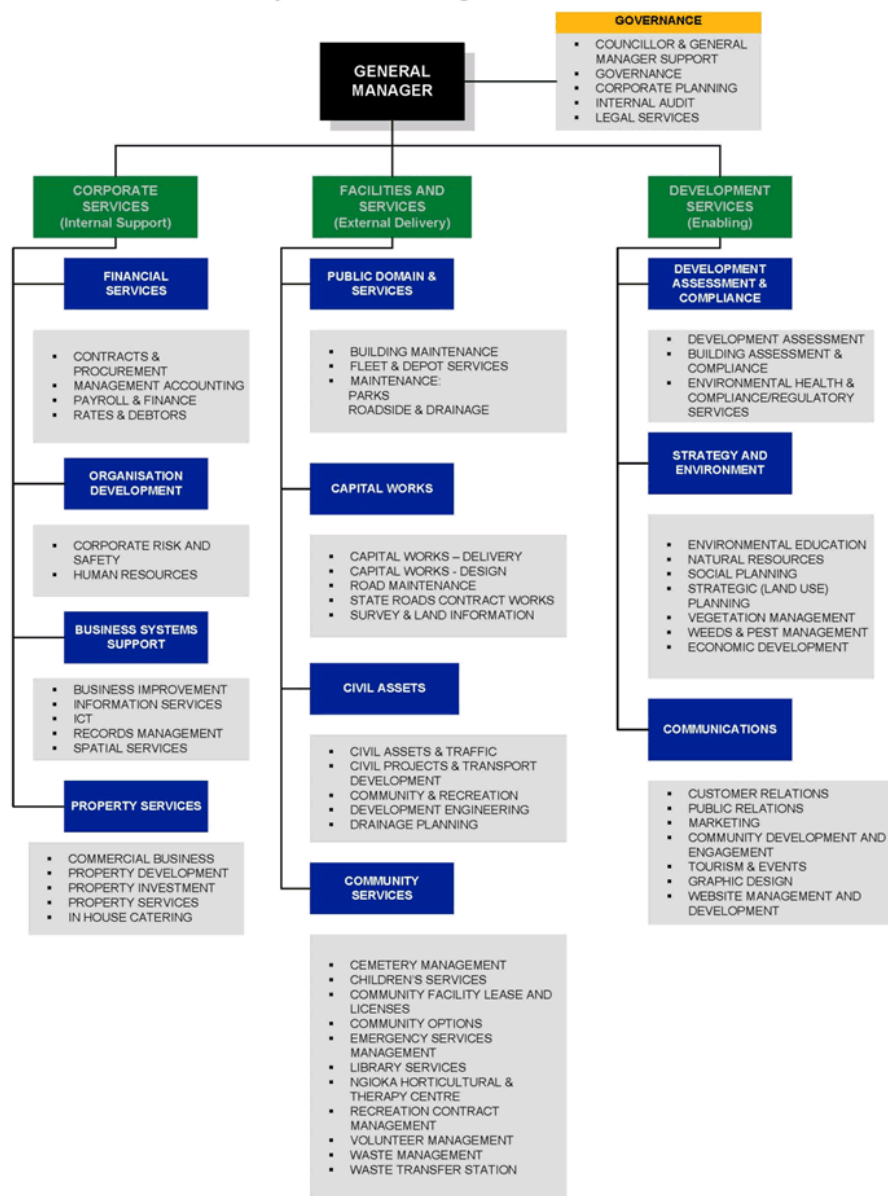 GOVERNANCE
▪ COUNCILLOR & GENERAL
MANAGER SUPPORT
▪ GOVERNANCE
▪ CORPORATE PLANNING
▪ INTERNAL AUDIT
▪ LEGAL SERVICES
GENERAL
MANAGER
CORPORATE
SERVICES
(Internal Support)
FINANCIAL
SERVICES
▪ CONTRACTS &
PROCUREMENT
▪ MANAGEMENT ACCOUNTING
▪ PAYROLL & FINANCE
▪ RATES & DEBTORS
ORGANISATION
DEVELOPMENT
▪ CORPORATE RISK AND
SAFETY
▪ HUMAN RESOURCES
BUSINESS SYSTEMS
SUPPORT
▪ BUSINESS IMPROVEMENT
▪ INFORMATION SERVICES
▪ ICT
▪ RECORDS MANAGEMENT
▪ SPATIAL SERVICES
PROPERTY SERVICES
▪ COMMERCIAL BUSINESS
▪ PROPERTY DEVELOPMENT
▪ PROPERTY INVESTMENT
▪ PROPERTY SERVICES
▪ IN HOUSE CATERING
FACILITIES AND
SERVICES
(External Delivery)
PUBLIC DOMAIN &
SERVICES
▪ BUILDING MAINTENANCE
▪ FLEET & DEPOT SERVICES
▪ MAINTENANCE:
PARKS
ROADSIDE & DRAINAGE
CAPITAL WORKS
▪ CAPITAL WORKS – DELIVERY
▪ CAPITAL WORKS - DESIGN
▪ ROAD MAINTENANCE
▪ STATE ROADS CONTRACT WORKS
▪ SURVEY & LAND INFORMATION
CIVIL ASSETS
▪ CIVIL ASSETS & TRAFFIC
▪ CIVIL PROJECTS & TRANSPORT
DEVELOPMENT
▪ COMMUNITY & RECREATION
▪ DEVELOPMENT ENGINEERING
▪ DRAINAGE PLANNING
COMMUNITY
SERVICES
▪ CEMETERY MANAGEMENT
▪ CHILDREN'S SERVICES
▪ COMMUNITY FACILITY LEASE AND
LICENSES
▪ COMMUNITY OPTIONS
▪ EMERGENCY SERVICES
MANAGEMENT
▪ LIBRARY SERVICES
▪ NGIOKA HORTICULTURAL &
THERAPY CENTRE
▪ RECREATION CONTRACT
MANAGEMENT
▪ VOLUNTEER MANAGEMENT
▪ WASTE MANAGEMENT
▪ WASTE TRANSFER STATION
DEVELOPMENT
SERVICES
(Enabling)
DEVELOPMENT
ASSESSMENT &
COMPLIANCE
▪ DEVELOPMENT ASSESSMENT
▪ BUILDING ASSESSMENT &
COMPLIANCE
▪ ENVIRONMENTAL HEALTH &
COMPLIANCE/REGULATORY
SERVICES
STRATEGY AND
ENVIRONMENT
▪ ENVIRONMENTAL EDUCATION
▪ NATURAL RESOURCES
▪ SOCIAL PLANNING
▪ STRATEGIC (LAND USE)
PLANNING
▪ VEGETATION MANAGEMENT
▪ WEEDS & PEST MANAGEMENT
▪ ECONOMIC DEVELOPMENT
COMMUNICATIONS
▪ CUSTOMER RELATIONS
▪ PUBLIC RELATIONS
▪ MARKETING
▪ COMMUNITY DEVELOPMENT AND
ENGAGEMENT
▪ TOURISM & EVENTS
▪ GRAPHIC DESIGN
▪ WEBSITE MANAGEMENT AND
DEVELOPMENT